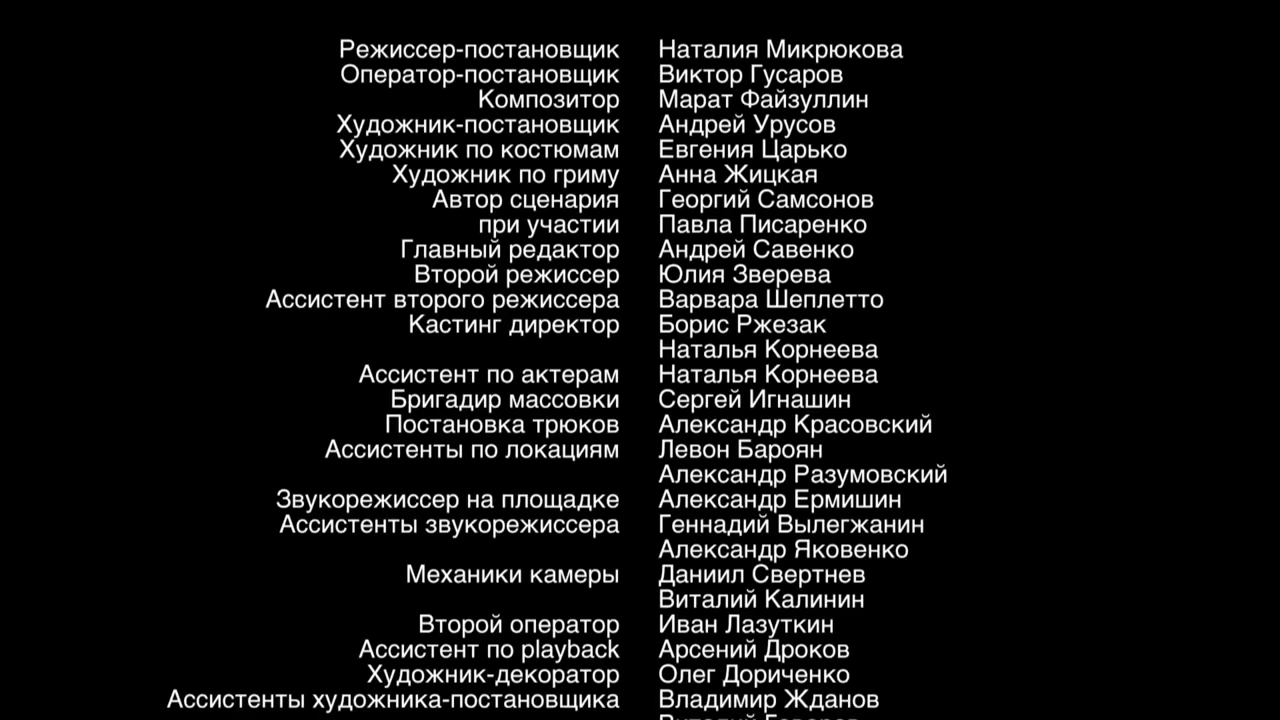 Режиссер-постановщик Наталия Микрюкова
Оператор-постановщик Виктор Гусаров
Композитор Марат Файзуллин
Художник-постановщик Андрей Урусов
Художник по костюмам Евгения Царько
Художник по гриму Анна Жицкая
Автор сценария Георгий Самсонов
при участии Павла Писаренко
Главный редактор Андрей Савенко
Второй режиссер Юлия Зверева
Ассистент второго режиссера Варвара Шеплетто
Кастинг директор Борис Ржезак
Наталья Корнеева
Ассистент по актерам Наталья Корнеева
Бригадир массовки Сергей Игнашин
Постановка трюков Александр Красовский
Ассистенты по локациям Левон Бароян
Александр Разумовский
Звукорежиссер на площадке Александр Ермишин
Ассистенты звукорежиссера Геннадий Вылегжанин
Александр Яковенко
Механики камеры Даниил Свертнев
Виталий Калинин
Второй оператор Иван Лазуткин
Ассистент по playback Арсений Дроков
Художник-декоратор Олег Дориченко
Ассистенты художника-постановщика Владимир Жданов